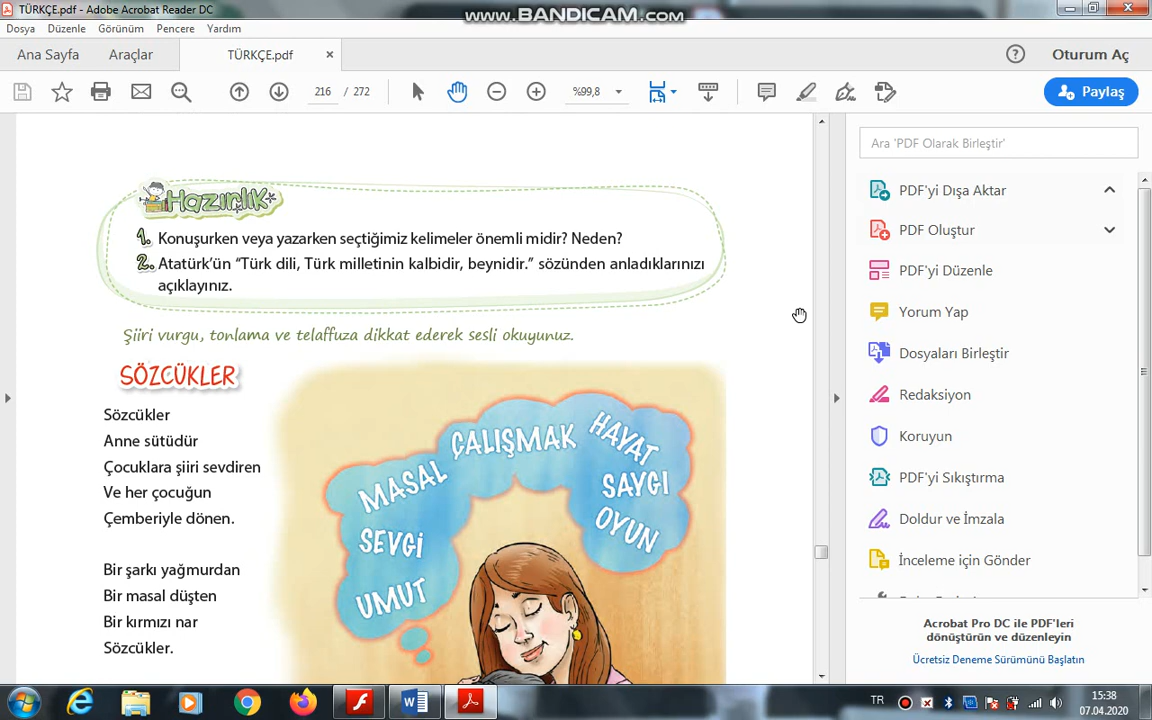 TÜRKÇE.pdf - Adobe Acrobat Reader DC
www.BANDICAM.com
Dosya Düzenle Görünüm Pencere Yardım
Ana Sayfa Araçlar TÜRKÇE.pdf × ? Oturum Aç
216 / 272 %99,8 Paylaş
Hazırlık
1. Konuşurken veya yazarken seçtiğimiz kelimeler önemli midir? Neden?
2. Atatürk’ün “Türk dili, Türk milletinin kalbidir, beynidir.” sözünden anladıklarınızı
açıklayınız.
Şiiri vurgu, tonlama ve telaffuza dikkat ederek sesli okuyunuz.
SÖZCÜKLER
Sözcükler
Anne sütüdür
Çocuklara şiiri sevdiren
Ve her çocuğun
Çemberiyle dönen.
Bir şarkı yağmurdan
Bir masal düşten
Bir kırmızı nar
Sözcükler.
UMUT
SEVGİ
MASAL
ÇALIŞMAK
HAYAT
SAYGI
OYUN
Ara 'PDF Olarak Birleştir'
PDF'yi Dışa Aktar
PDF Oluştur
PDF'yi Düzenle
Yorum Yap
Dosyaları Birleştir
Redaksiyon
Koruyun
PDF'yi Sıkıştırma
Doldur ve İmzala
İnceleme için Gönder
Acrobat Pro DC ile PDF'leri
dönüştürün ve düzenleyin
Ücretsiz Deneme Sürümünü Başlatın
TR 15:38
07.04.2020